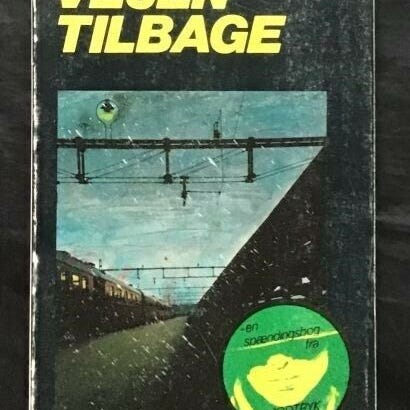 VEJEN
TILBAGE
-en
spændingsbog
fra